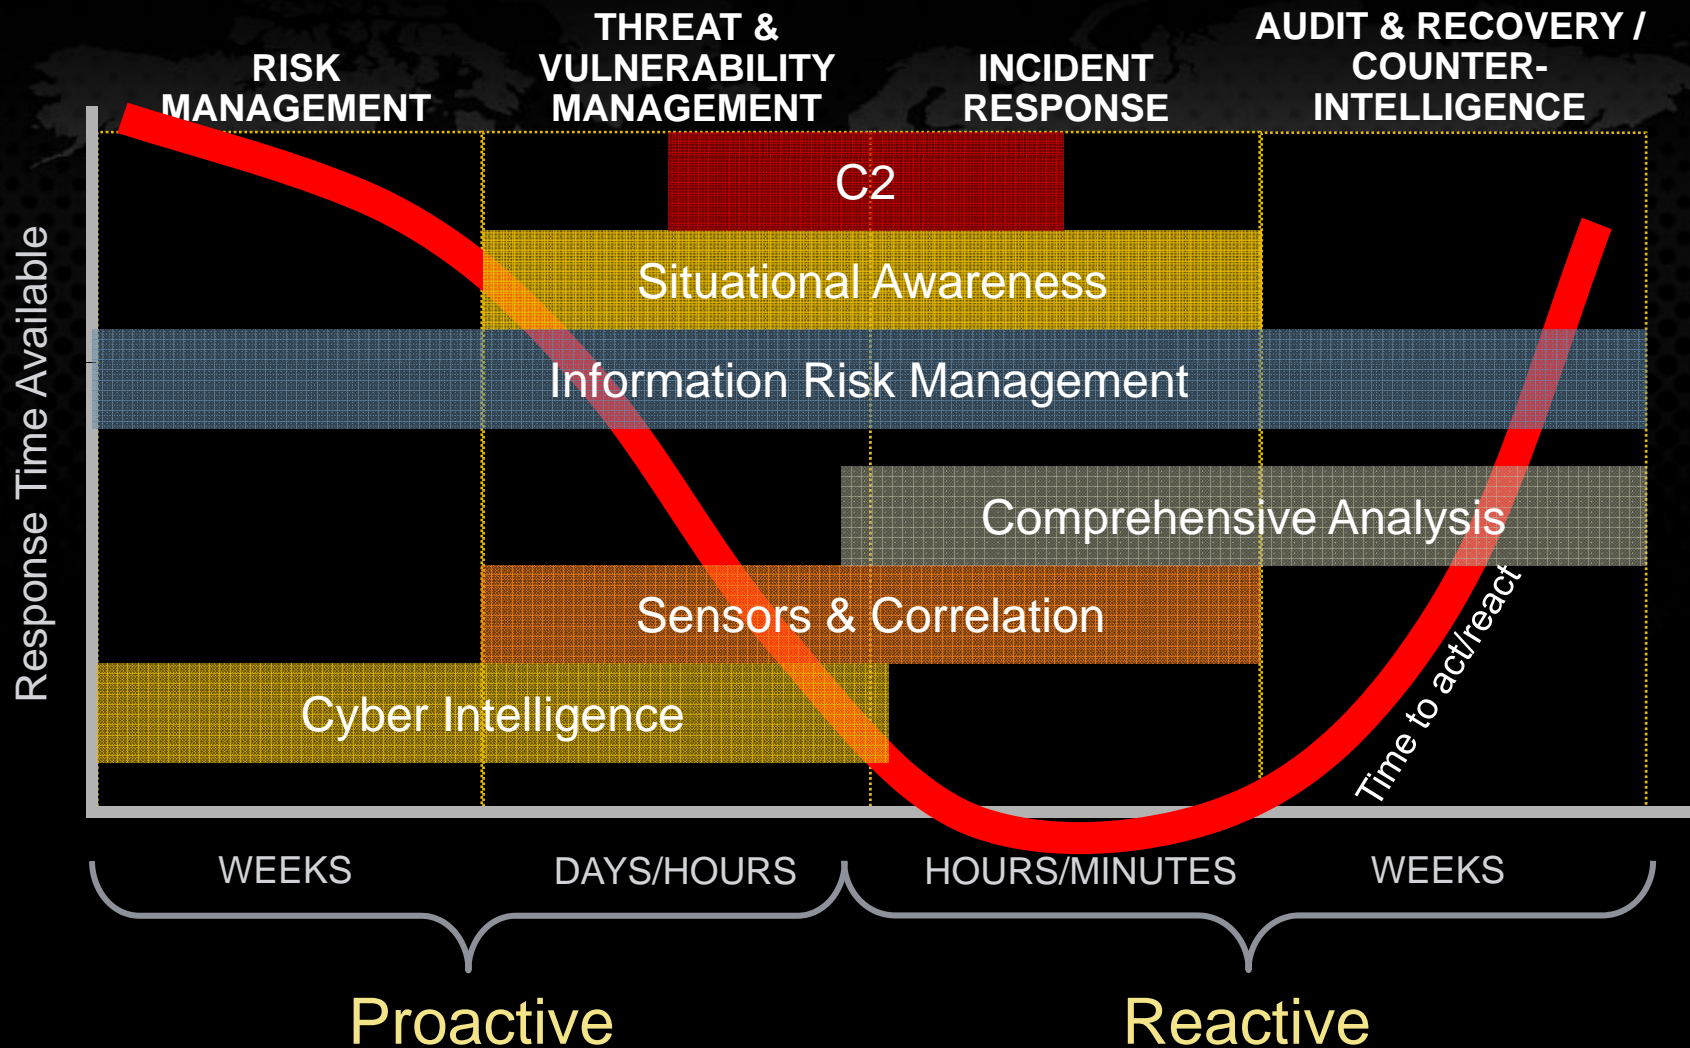 RISK
MANAGEMENT
THREAT &
VULNERABILITY
MANAGEMENT
INCIDENT
RESPONSE
AUDIT & RECOVERY /
COUNTER-
INTELLIGENCE
Response Time Available
C2
Situational Awareness
Information Risk Management
Comprehensive Analysis
Sensors & Correlation
Cyber Intelligence
Time to act/react
WEEKS
DAYS/HOURS
HOURS/MINUTES
WEEKS
Proactive
Reactive